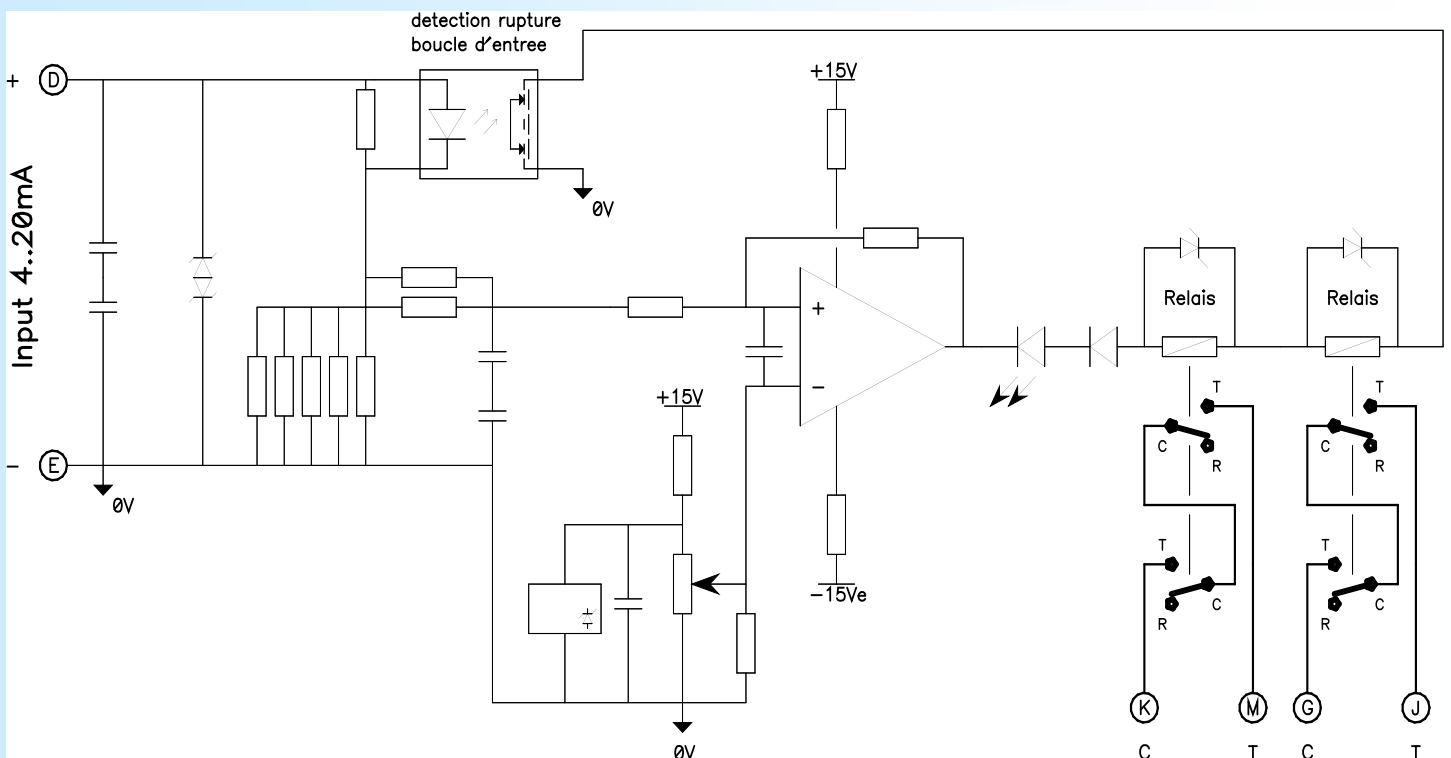 detection rupture
boucle d'entree
+ D
+15V
Input 4..20mA
0V
Relais
Relais
+
-
+15V
T
T
C
C
R
R
- E
0V
T
T
-15Ve
C
C
R
R
K
M
G
J
0V
C
T
C
T